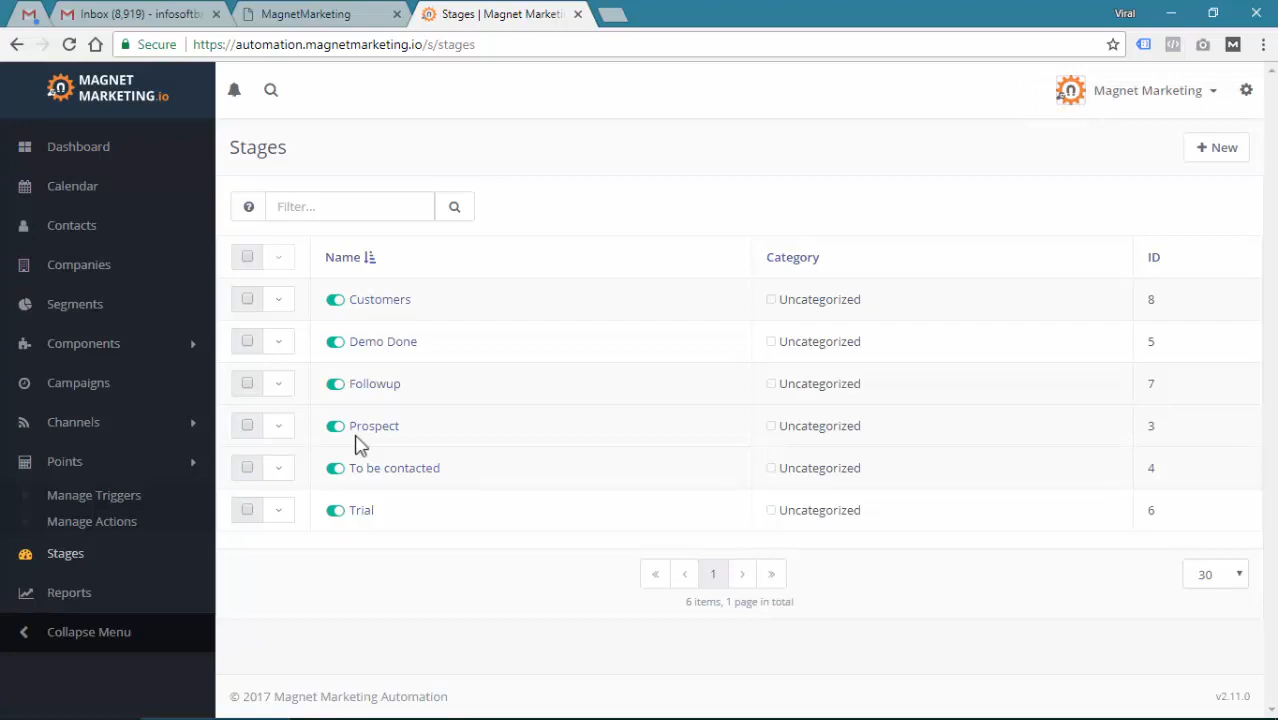 Inbox (8,919) - infosoftb
MagnetMarketing
Stages | Magnet Marketi
Viral
Secure
https://automation.magnetmarketing.io/s/stages
MAGNET
MARKETING.io
Magnet Marketing
Dashboard
Calendar
Contacts
Companies
Segments
Components
Campaigns
Channels
Points
Manage Triggers
Manage Actions
Stages
Reports
Collapse Menu
Stages
+ New
Filter...
Name Category ID
Customers Uncategorized 8
Demo Done Uncategorized 5
Followup Uncategorized 7
Prospect Uncategorized 3
To be contacted Uncategorized 4
Trial Uncategorized 6
« ‹ 1 › »
30
6 items, 1 page in total
© 2017 Magnet Marketing Automation
v2.11.0